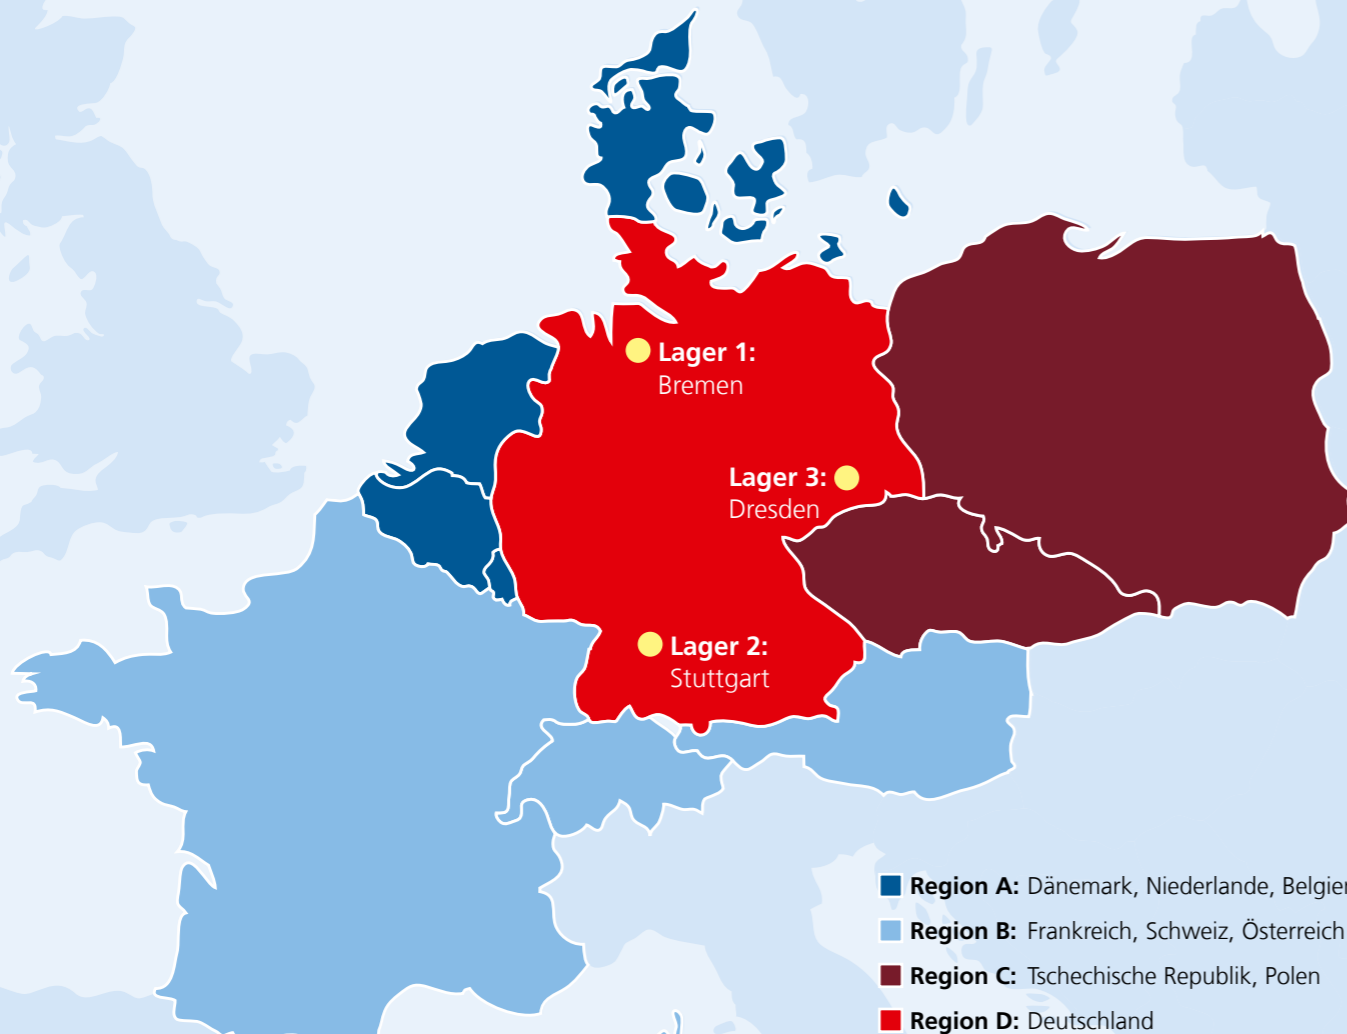 Lager 1:
Bremen
Lager 3:
Dresden
Lager 2:
Stuttgart
Region A: Dänemark, Niederlande,
Region B: Frankreich, Schweiz, Österreich
Region C: Tschechische Republik, Polen
Region D: Deutschland